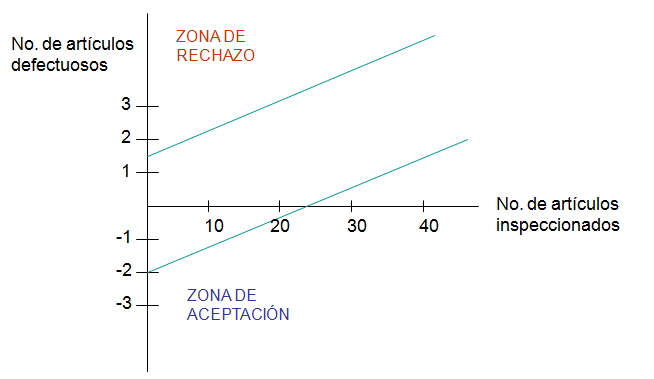 No. de artículos
defectuosos
ZONA DE
RECHAZO
3
2
1
10
20
30
40
No. de artículos
inspeccionados
-1
-2
-3
ZONA DE
ACEPTACIÓN